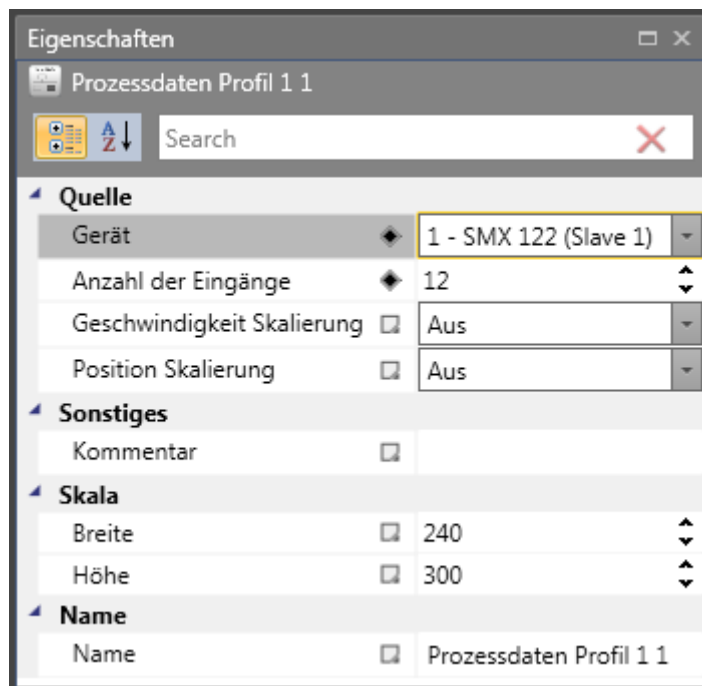 Eigenschaften
Prozessdaten Profil 1 1
A Z Search
Quelle
Gerät 1 - SMX 122 (Slave 1)
Anzahl der Eingänge 12
Geschwindigkeit Skalierung Aus
Position Skalierung Aus
Sonstiges
Kommentar
Skala
Breite 240
Höhe 300
Name
Name Prozessdaten Profil 1 1